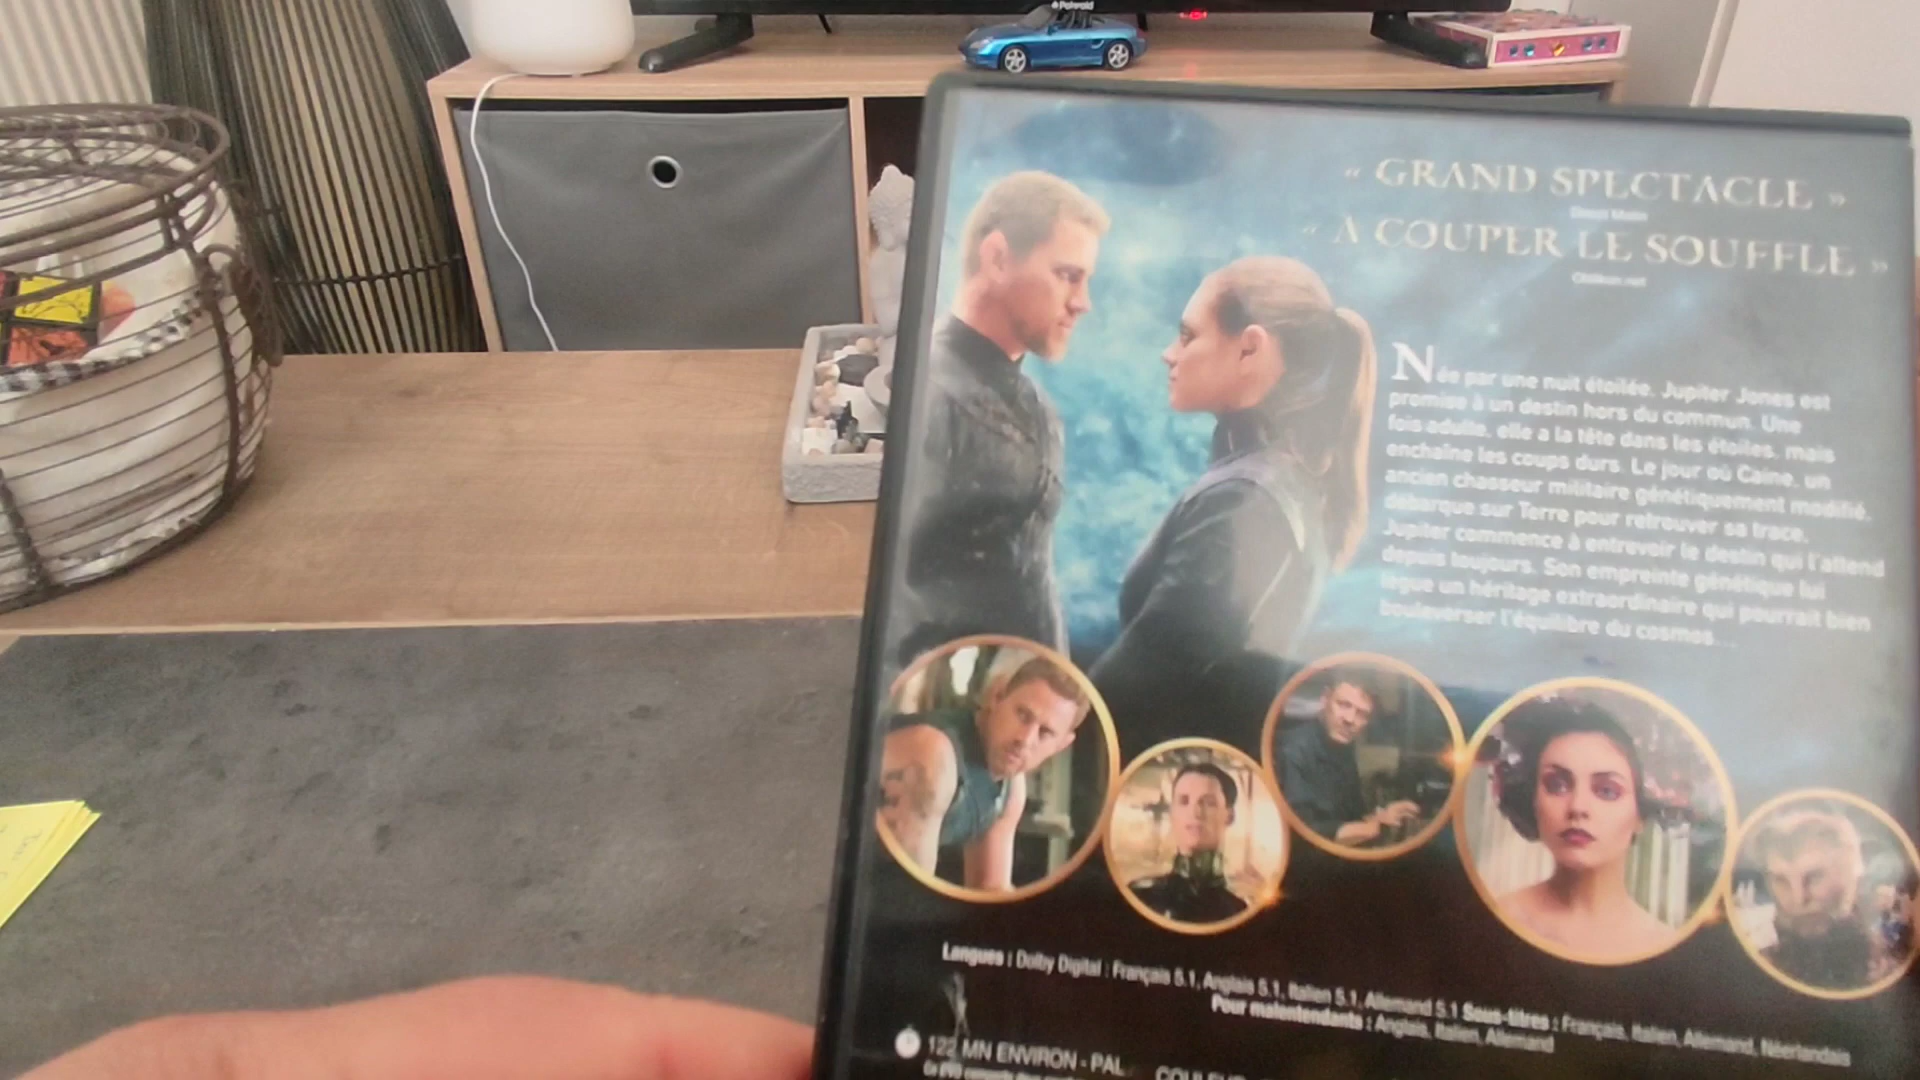 Polaroid
« GRAND SPECTACLE »
Direct Matin
« À COUPER LE SOUFFLE »
Née par une nuit étoilée, Jupiter Jones est
promise à un destin hors du commun. Une
fois adulte, elle a la tête dans les étoiles, mais
enchaîne les coups durs. Le jour où Caine, un
ancien chasseur militaire génétiquement modifié,
débarque sur Terre pour retrouver sa trace,
Jupiter commence à entrevoir le destin qui l'attend
depuis toujours. Son empreinte génétique lui
lègue un héritage extraordinaire qui pourrait bien
bouleverser l'équilibre du cosmos...
Langues : Dolby Digital : Français 5.1, Anglais 5.1, Italien 5.1, Allemand 5.1 Sous-titres : Français, Italien, Allemand, Néerlandais
Pour malentendants : Anglais, Italien, Allemand
122 MN ENVIRON - PAL